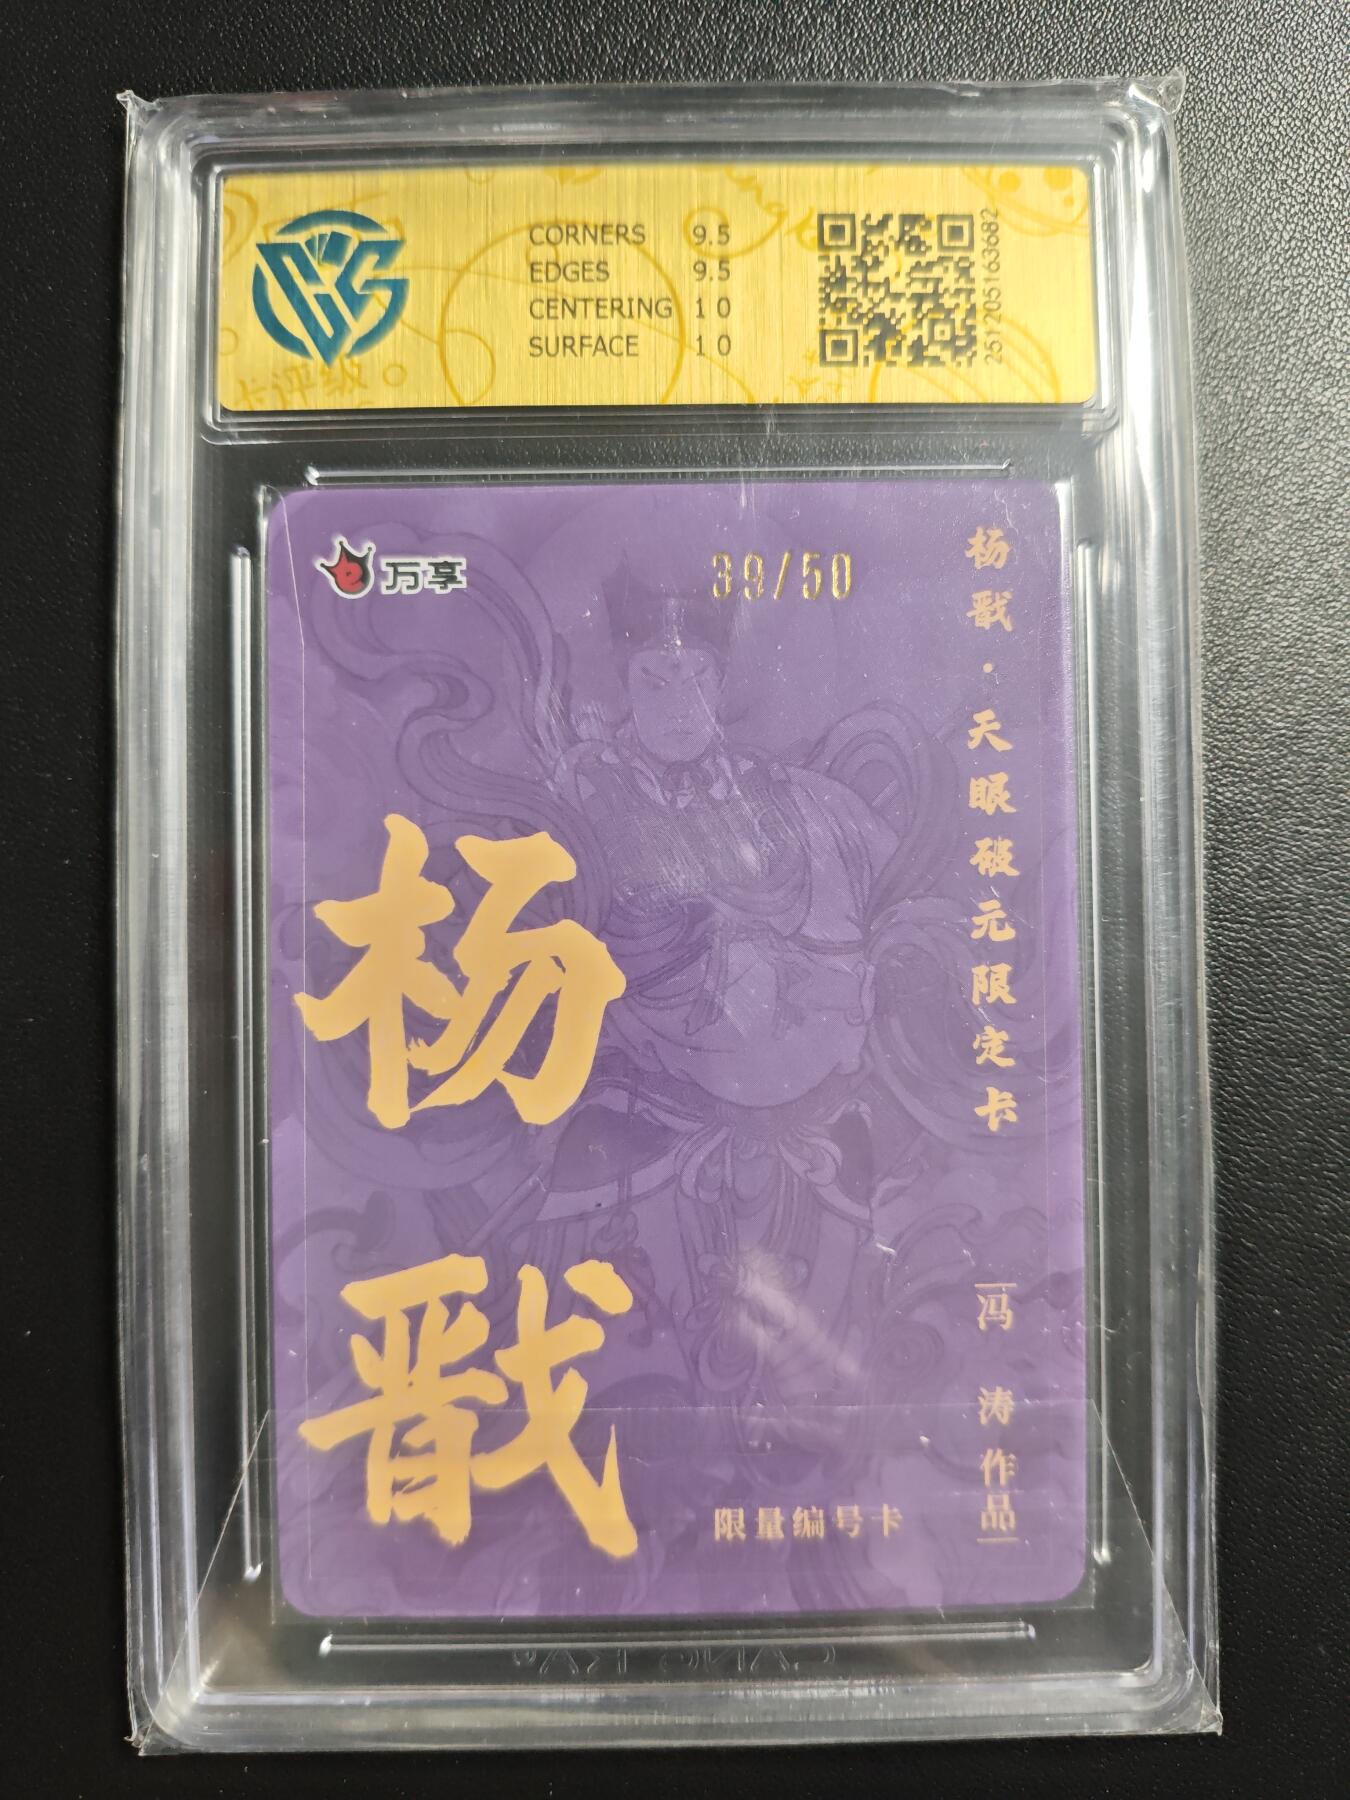 CCS
CORNERS 9.5
EDGES 9.5
CENTERING 10
SURFACE 10
2512051636​82
卡评级
万享
39/50
杨戬·天眼破元限定卡
杨戬
冯涛作品
限量编号卡